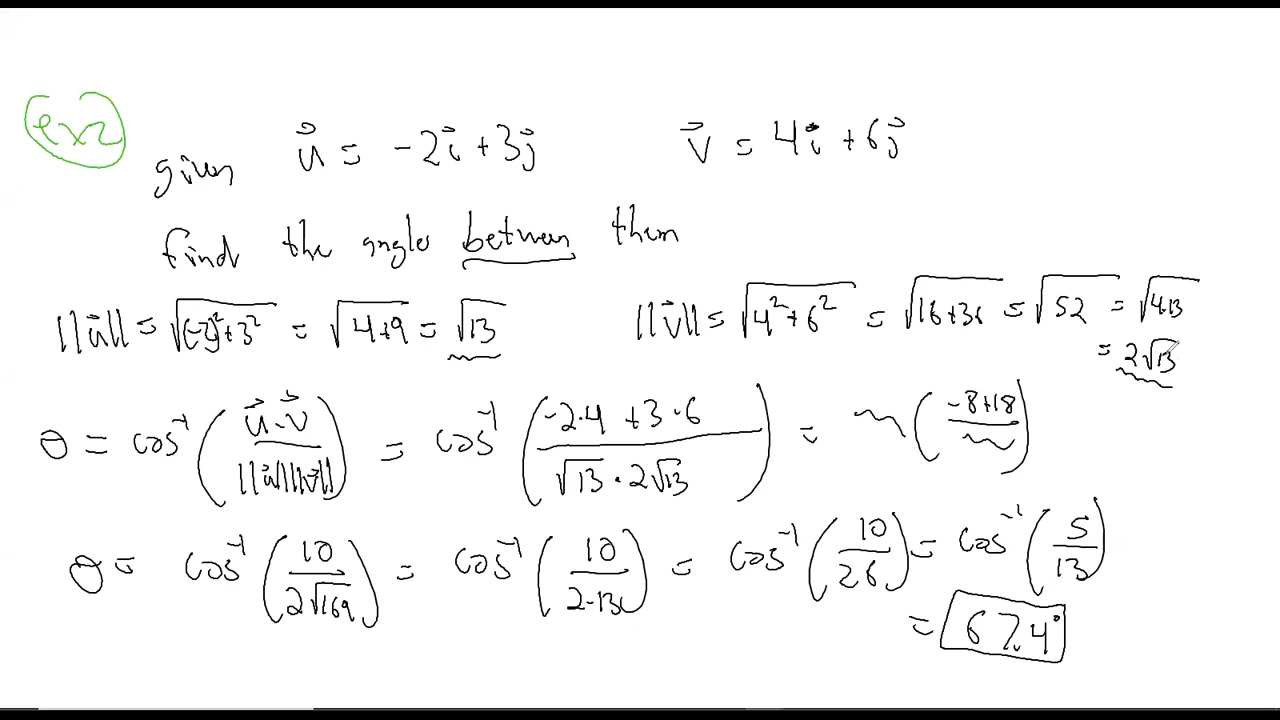 ex2
given u⃗ = -2i⃗ + 3j⃗ v⃗ = 4i⃗ + 6j⃗
find the angles between them
||u⃗|| = √((-2)²+3²) = √(4+9) = √13 ||v⃗|| = √(4²+6²) = √(16+36) = √52 = √(4·13)
= 2√13
θ = cos⁻¹(u⃗·v⃗ / ||u⃗||||v⃗||) = cos⁻¹(-2·4 + 3·6 / √13 · 2√13) = ~(-8+18 / ~)
θ = cos⁻¹(10 / 2√169) = cos⁻¹(10 / 2·13) = cos⁻¹(10 / 26) = cos⁻¹(5 / 13)
= 67.4°